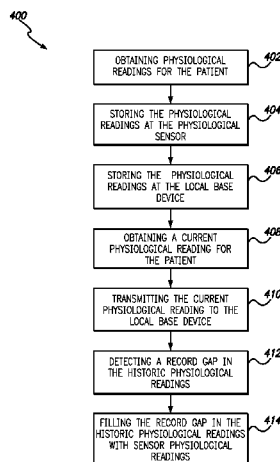 400
OBTAINING PHYSIOLOGICAL
READINGS FOR THE PATIENT
402
STORING THE PHYSIOLOGICAL
READINGS AT THE PHYSIOLOGICAL
SENSOR
404
STORING THE PHYSIOLOGICAL
READINGS AT THE LOCAL BASE
DEVICE
406
OBTAINING A CURRENT
PHYSIOLOGICAL READING FOR
THE PATIENT
408
TRANSMITTING THE CURRENT
PHYSIOLOGICAL READING TO THE
LOCAL BASE DEVICE
410
DETECTING A RECORD GAP IN
THE HISTORIC PHYSIOLOGICAL
READINGS
412
FILLING THE RECORD GAP IN THE
HISTORIC PHYSIOLOGICAL READINGS
WITH SENSOR PHYSIOLOGICAL
READINGS
414